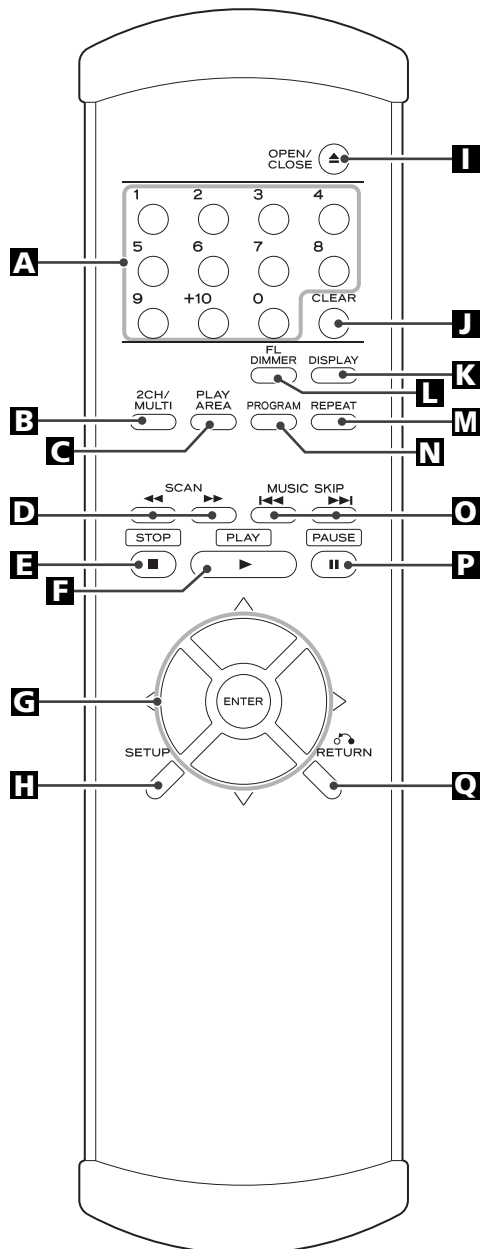 OPEN/
CLOSE
I
1 2 3 4
A
5 6 7 8
9 +10 0 CLEAR
J
FL
DIMMER DISPLAY
K
L
2CH/
MULTI PLAY
AREA PROGRAM REPEAT
B
M
C
N
SCAN MUSIC SKIP
D
O
STOP PLAY PAUSE
E
F
P
G
ENTER
SETUP RETURN
H
Q